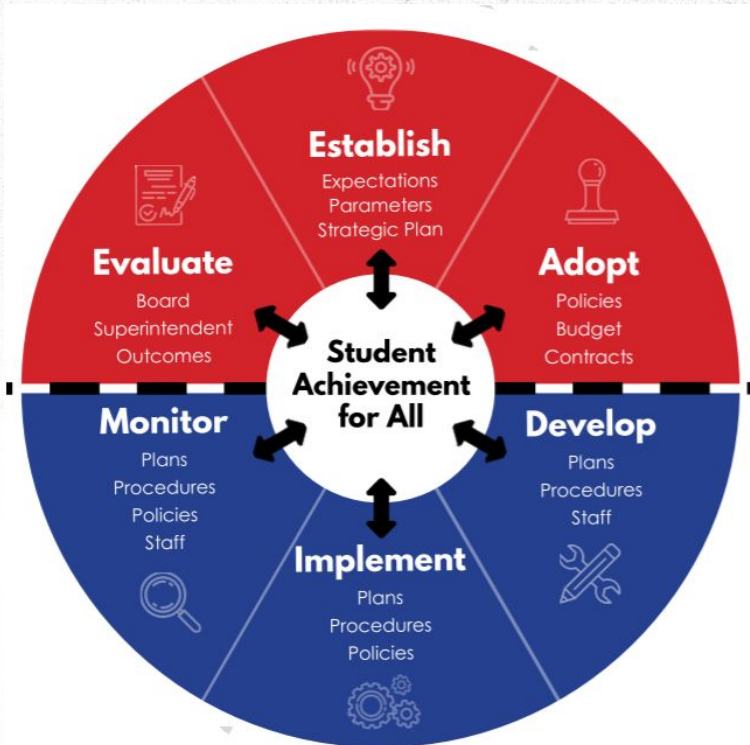 Establish
Expectations
Parameters
Strategic Plan
Adopt
Policies
Budget
Contracts
Develop
Plans
Procedures
Staff
Implement
Plans
Procedures
Policies
Monitor
Plans
Procedures
Policies
Staff
Evaluate
Board
Superintendent
Outcomes
Student
Achievement
for All